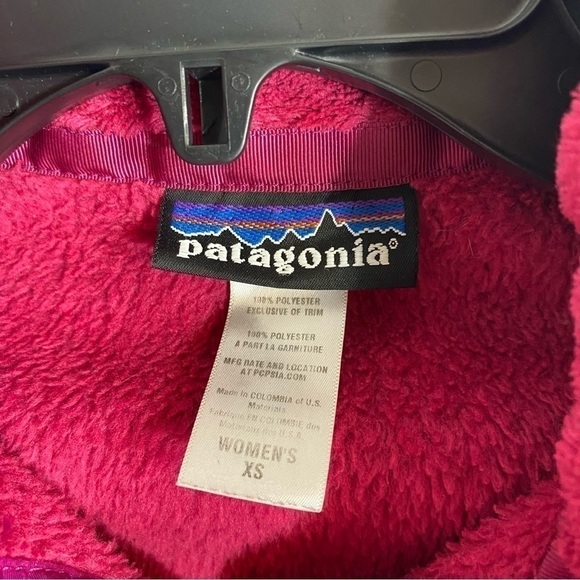 patagonia®
100% POLYESTER
EXCLUSIVE OF TRIM
100% POLYESTER
A PART LA GARNITURE
MFG DATE AND LOCATION
AT PCPSIA.COM
Made in COLOMBIA of U.S.
Materials
Fabriqué EN COLOMBIE des
Materiaux des U.S.A
WOMEN'S
XS